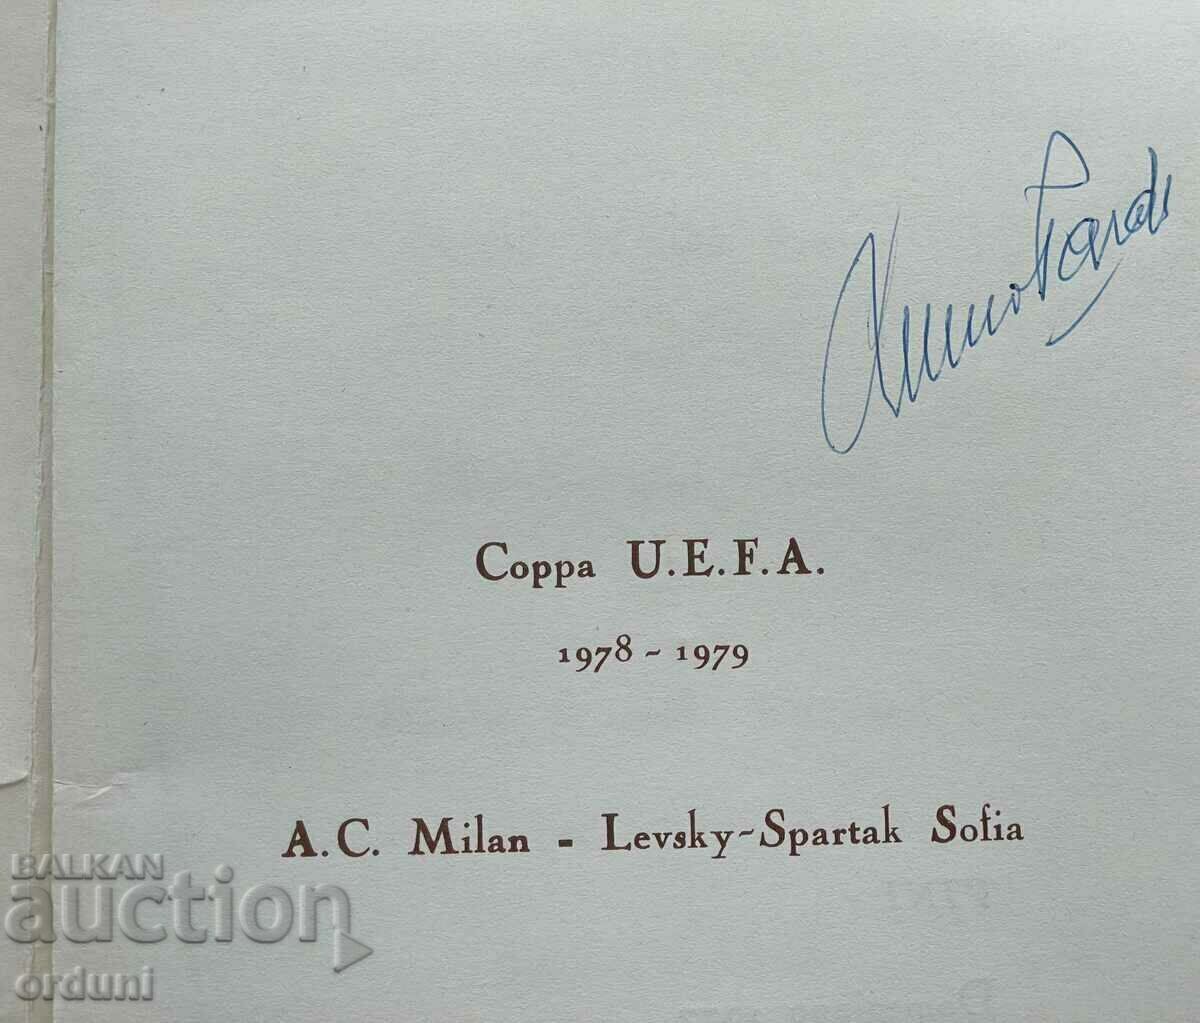 Coppa U.E.F.A.
1978 - 1979
A.C. Milan - Levsky-Spartak Sofia
BALKAN
auction
orduni